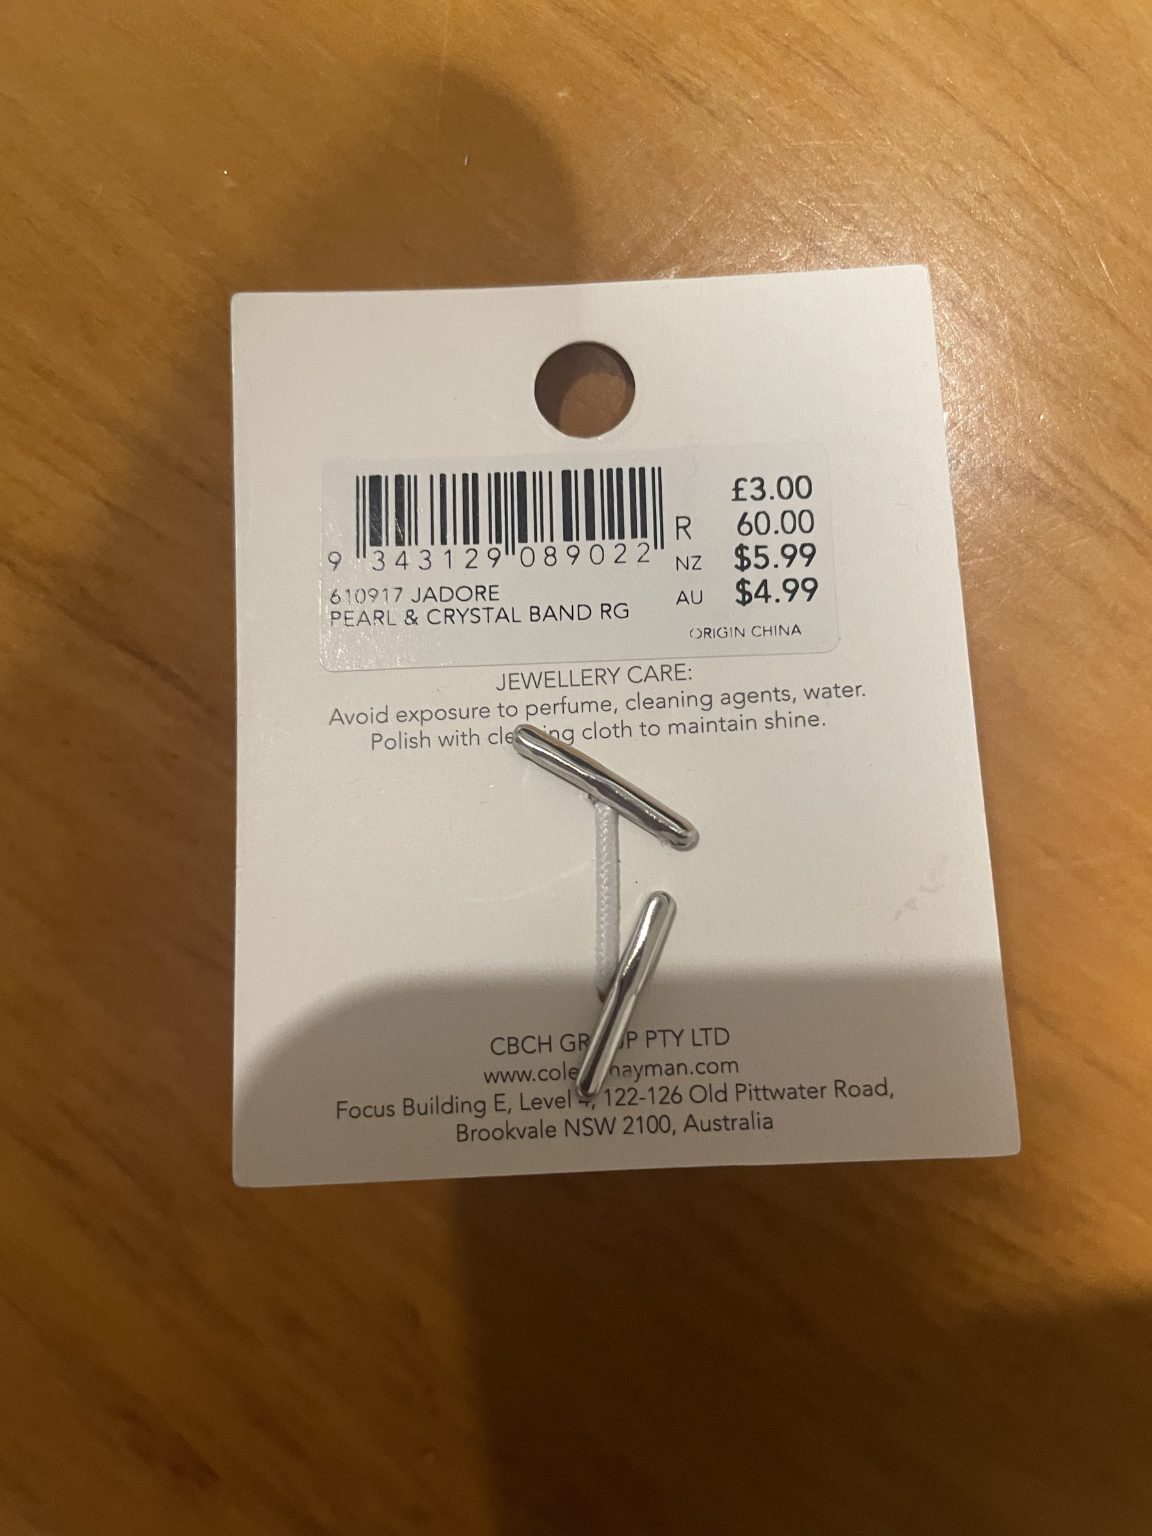 £3.00
R 60.00
NZ $5.99
AU $4.99
9 343129 089022
610917 JADORE
PEARL & CRYSTAL BAND RG
ORIGIN CHINA
JEWELLERY CARE:
Avoid exposure to perfume, cleaning agents, water.
Polish with cloth to maintain shine.
CBCH PTY LTD
Focus Building E, Level 4, 122-126 Old Pittwater Road,
Brookvale NSW 2100, Australia